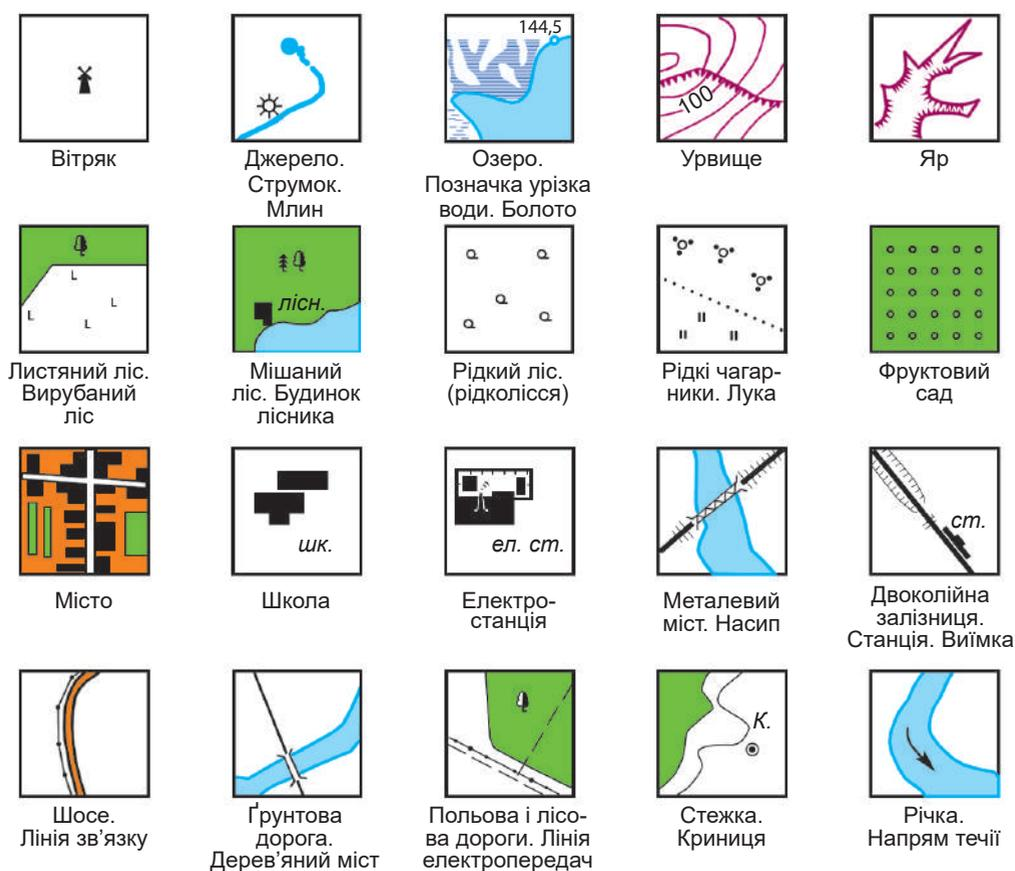 144,5
100
Вітряк
Джерело.
Струмок.
Млин
Озеро.
Позначка урізка
води. Болото
Урвище
Яр
лісн.
Листяний ліс.
Вирубаний
ліс
Мішаний
ліс. Будинок
лісника
Рідкий ліс.
(рідколісся)
Рідкі чагар-
ники. Лука
Фруктовий
сад
шк.
ел. ст.
ст.
Місто
Школа
Електро-
станція
Металевий
міст. Насип
Двоколійна
залізниця.
Станція. Виїмка
К.
Шосе.
Лінія зв’язку
Ґрунтова
дорога.
Дерев’яний міст
Польова і лісо-
ва дороги. Лінія
електропередач
Стежка.
Криниця
Річка.
Напрям течії